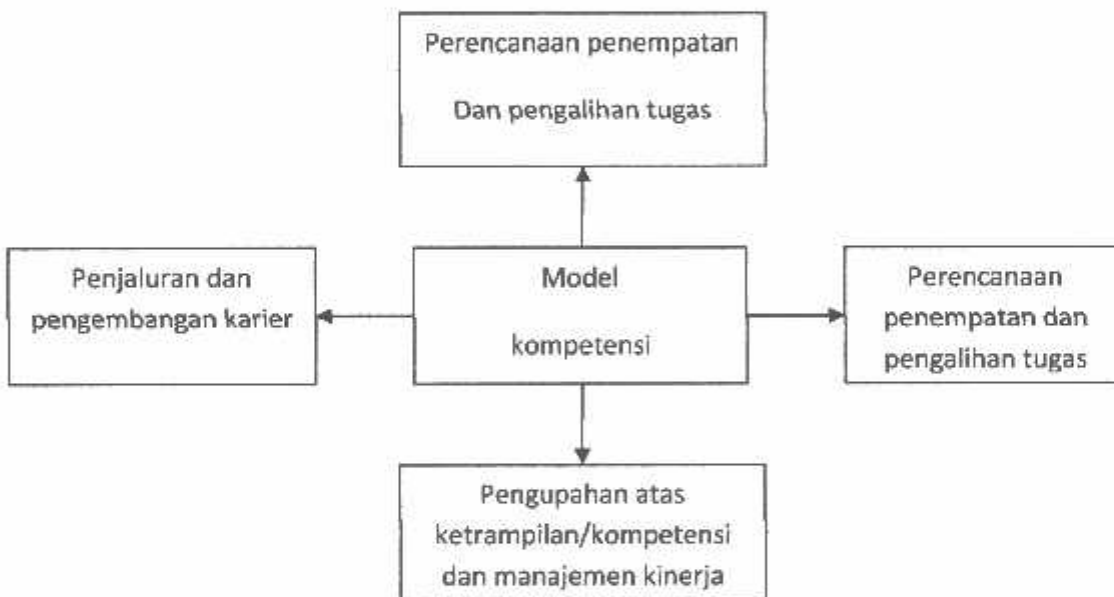 Perencanaan penempatan
Dan pengalihan tugas
Penjaluran dan
pengembangan karier
Model
kompetensi
Perencanaan
penempatan dan
pengalihan tugas
Pengupahan atas
ketrampilan/kompetensi
dan manajemen kinerja